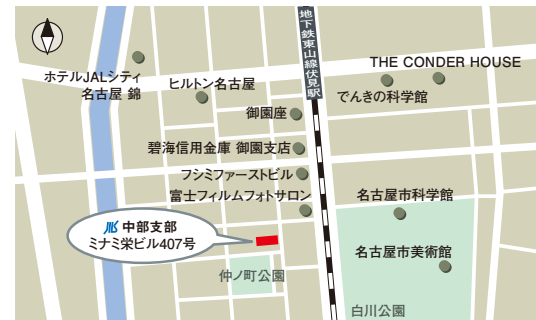 地下鉄東山線伏見駅
THE CONDER HOUSE
ホテルJALシティ
名古屋 錦
ヒルトン名古屋
でんきの科学館
御園座
碧海信用金庫 御園支店
フシミファーストビル
富士フィルムフォトサロン
名古屋市科学館
中部支部
ミナミ栄ビル407号
名古屋市美術館
仲ノ町公園
白川公園